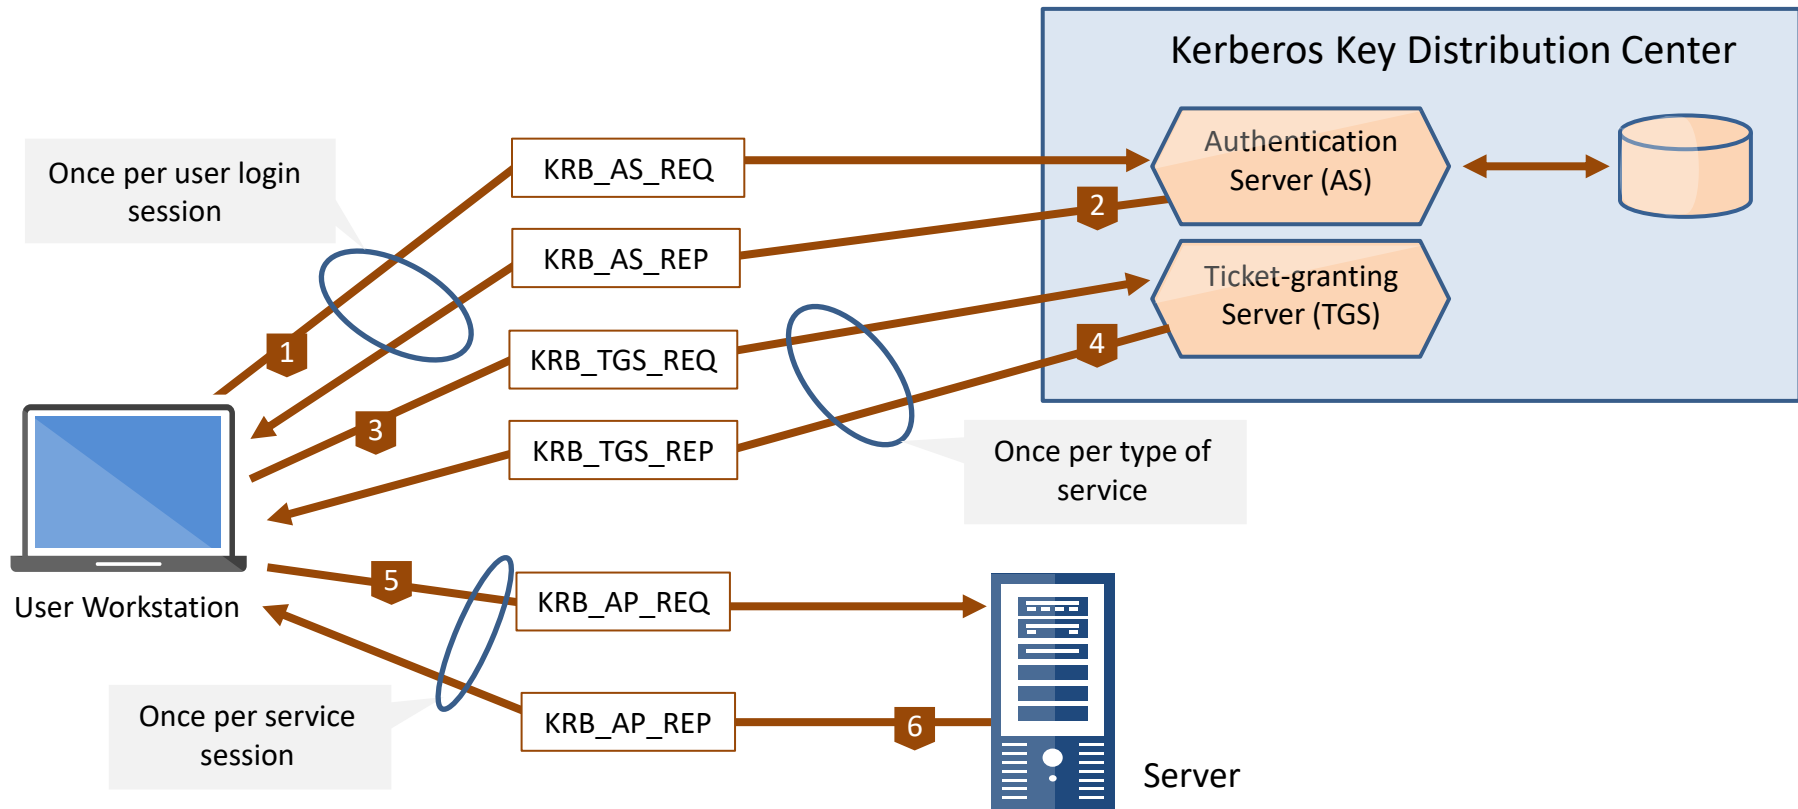 Kerberos Key Distribution Center
Once per user login
session
KRB_AS_REQ
Authentication
Server (AS)
2
KRB_AS_REP
Ticket-granting
Server (TGS)
1
KRB_TGS_REQ
4
3
KRB_TGS_REP
Once per type of
service
5
KRB_AP_REQ
User Workstation
Once per service
session
KRB_AP_REP
6
Server